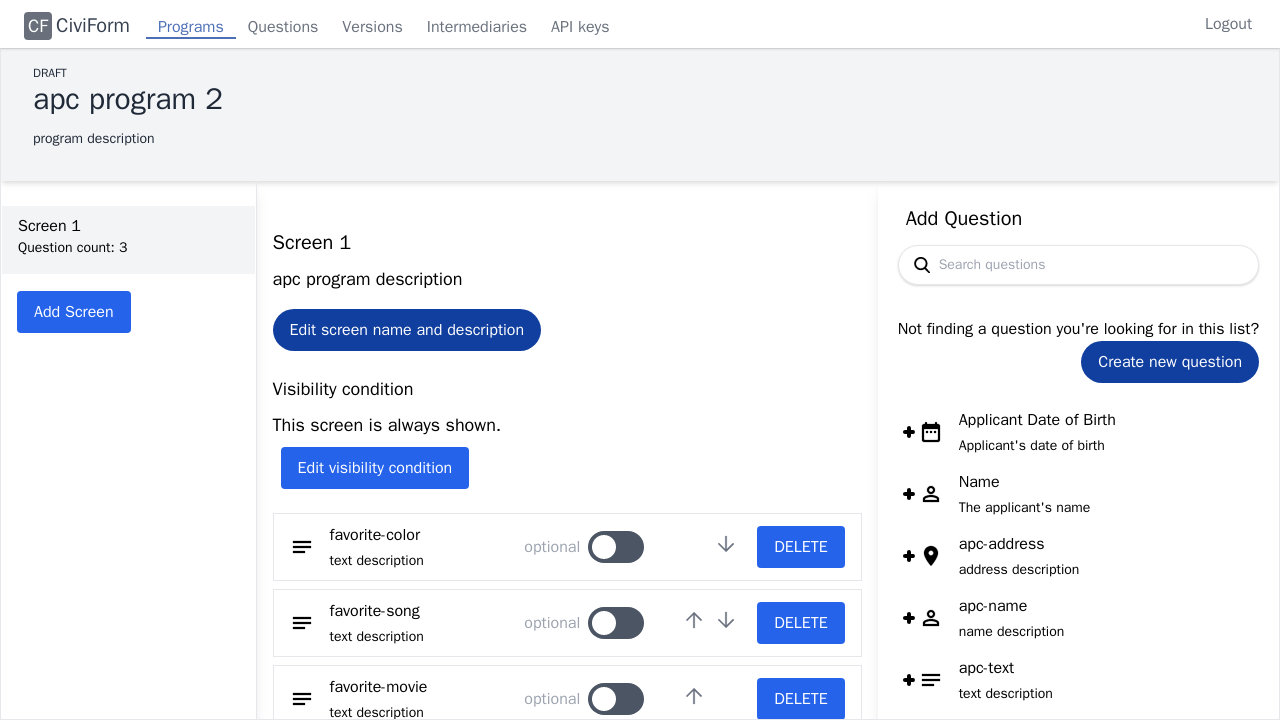 CF CiviForm Programs Questions Versions Intermediaries API keys Logout
DRAFT
apc program 2
program description
Screen 1
Question count: 3
Add Screen
Screen 1
apc program description
Edit screen name and description
Visibility condition
This screen is always shown.
Edit visibility condition
favorite-color
text description
optional
DELETE
favorite-song
text description
optional
DELETE
favorite-movie
text description
optional
DELETE
Add Question
Search questions
Not finding a question you're looking for in this list?
Create new question
Applicant Date of Birth
Applicant's date of birth
Name
The applicant's name
apc-address
address description
apc-name
name description
apc-text
text description